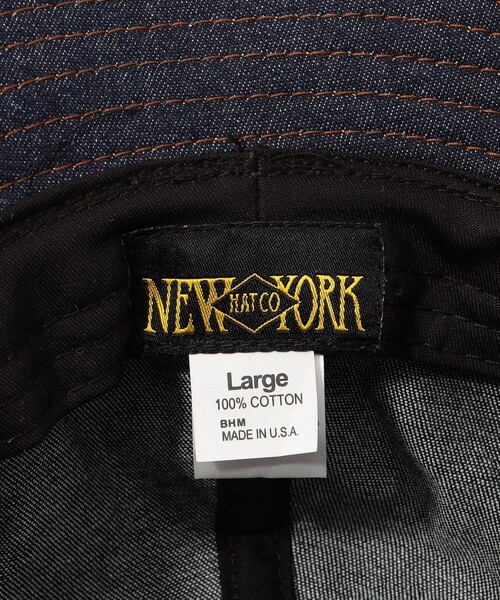 NEW YORK
HAT CO
Large
100% COTTON
BHM
MADE IN U.S.A.